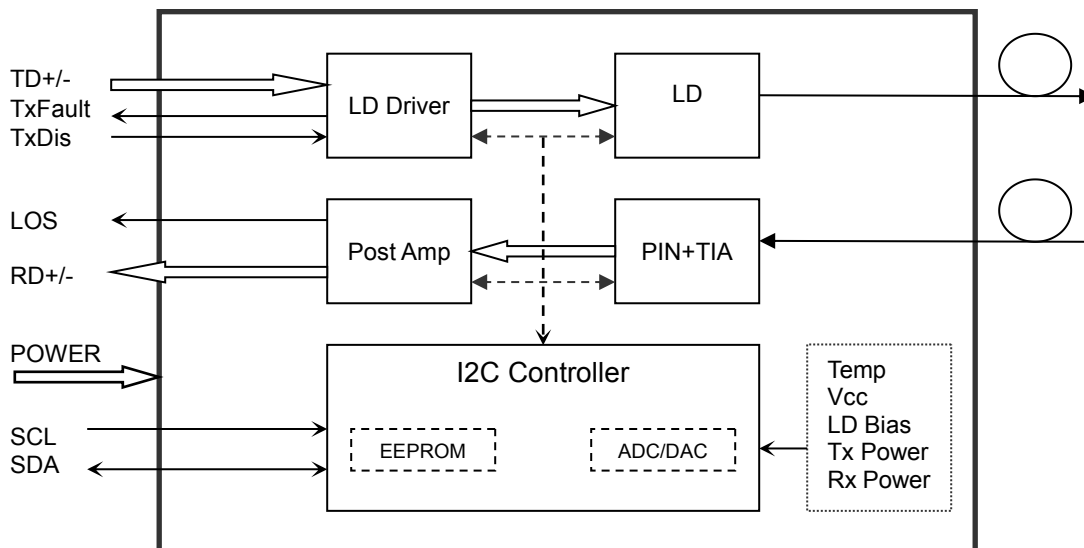 TD+/-
TxFault
TxDis
LD Driver
LD
LOS
RD+/-
Post Amp
PIN+TIA
POWER
SCL
SDA
I2C Controller
EEPROM
ADC/DAC
Temp
Vcc
LD Bias
Tx Power
Rx Power